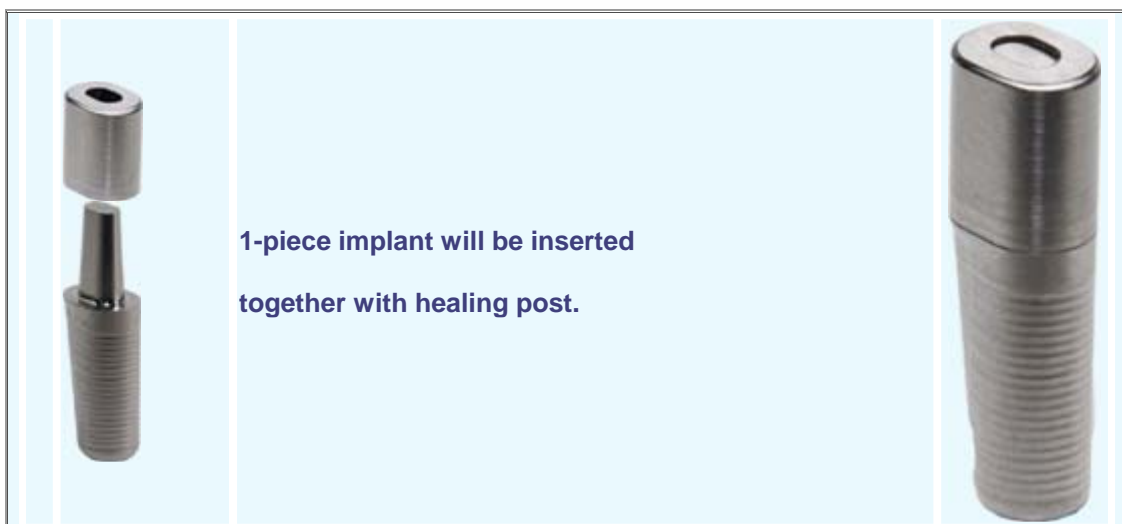 1-piece implant will be inserted
together with healing post.